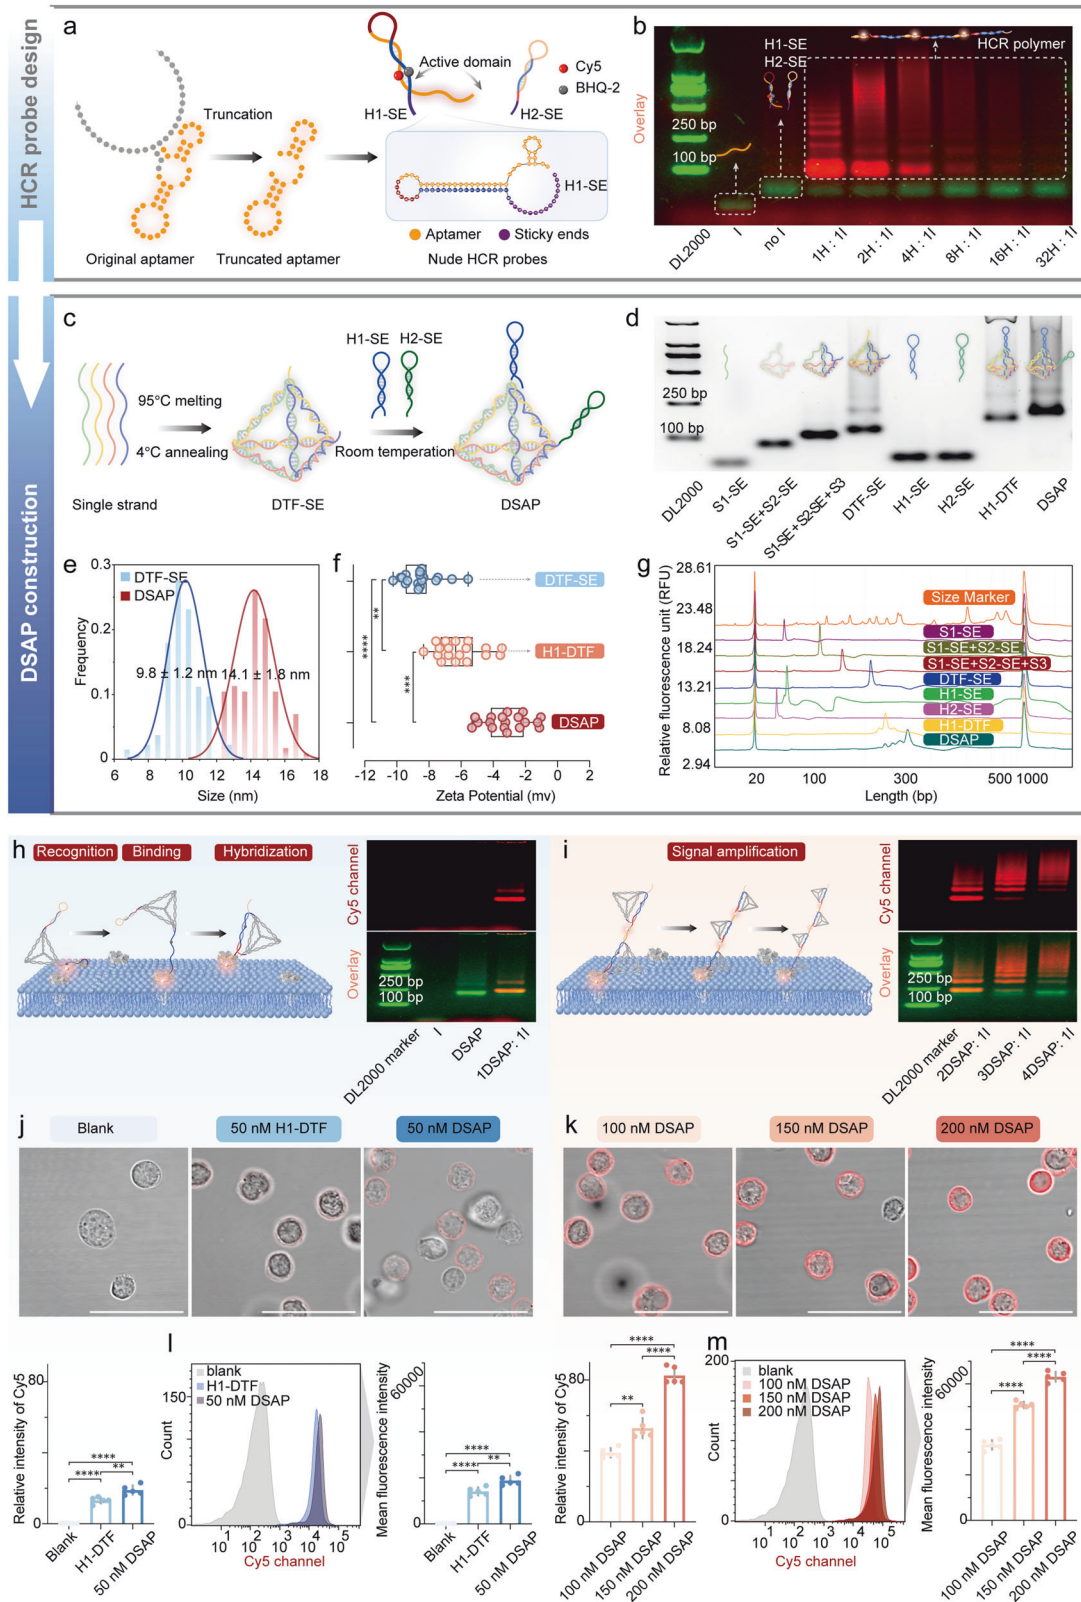 HCR probe design
a
Truncation
Original aptamer
Truncated aptamer
Active domain
H1-SE
H2-SE
Cy5
BHQ-2
H1-SE
Aptamer
Sticky ends
Nude HCR probes
b
Overlay
H1-SE
H2-SE
HCR polymer
250 bp
100 bp
DL2000
I
no I
1H : 1I
2H : 1I
4H : 1I
8H : 1I
16H : 1I
32H : 1I
DSAP construction
c
95°C melting
4°C annealing
Single strand
DTF-SE
H1-SE
H2-SE
Room temperation
DSAP
d
250 bp
100 bp
DL2000
S1-SE
S1-SE+S2-SE
S1-SE+S2-SE+S3
DTF-SE
H1-SE
H2-SE
H1-DTF
DSAP
e
Frequency
0.3
0.2
0.1
0
DTF-SE
DSAP
9.8 ± 1.2 nm
14.1 ± 1.8 nm
6 8 10 12 14 16 18
Size (nm)
f
DTF-SE
H1-DTF
DSAP
**
****
***
-12 -10 -8 -6 -4 -2 0 2
Zeta Potential (mv)
g
Relative fluorescence unit (RFU)
28.61
23.48
18.24
13.21
8.08
2.94
Size Marker
S1-SE
S1-SE+S2-SE
S1-SE+S2-SE+S3
DTF-SE
H1-SE
H2-SE
H1-DTF
DSAP
20 100 300 500 1000
Length (bp)
h
Recognition
Binding
Hybridization
Cy5 channel
Overlay
250 bp
100 bp
DL2000 marker
I
DSAP
1DSAP: 1I
i
Signal amplification
Cy5 channel
Overlay
250 bp
100 bp
DL2000 marker
2DSAP: 1I
3DSAP: 1I
4DSAP: 1I
j
Blank
50 nM H1-DTF
50 nM DSAP
k
100 nM DSAP
150 nM DSAP
200 nM DSAP
Relative intensity of Cy5
80
0
****
****
**
Blank
H1-DTF
50 nM DSAP
l
Count
150
0
blank
H1-DTF
50 nM DSAP
10¹ 10² 10³ 10⁴ 10⁵
Cy5 channel
Mean fluorescence intensity
60000
0
****
****
**
Blank
H1-DTF
50 nM DSAP
Relative intensity of Cy5
80
0
****
****
**
100 nM DSAP
150 nM DSAP
200 nM DSAP
m
Count
200
0
blank
100 nM DSAP
150 nM DSAP
200 nM DSAP
10¹ 10² 10³ 10⁴ 10⁵
Cy5 channel
Mean fluorescence intensity
60000
0
****
****
****
100 nM DSAP
150 nM DSAP
200 nM DSAP